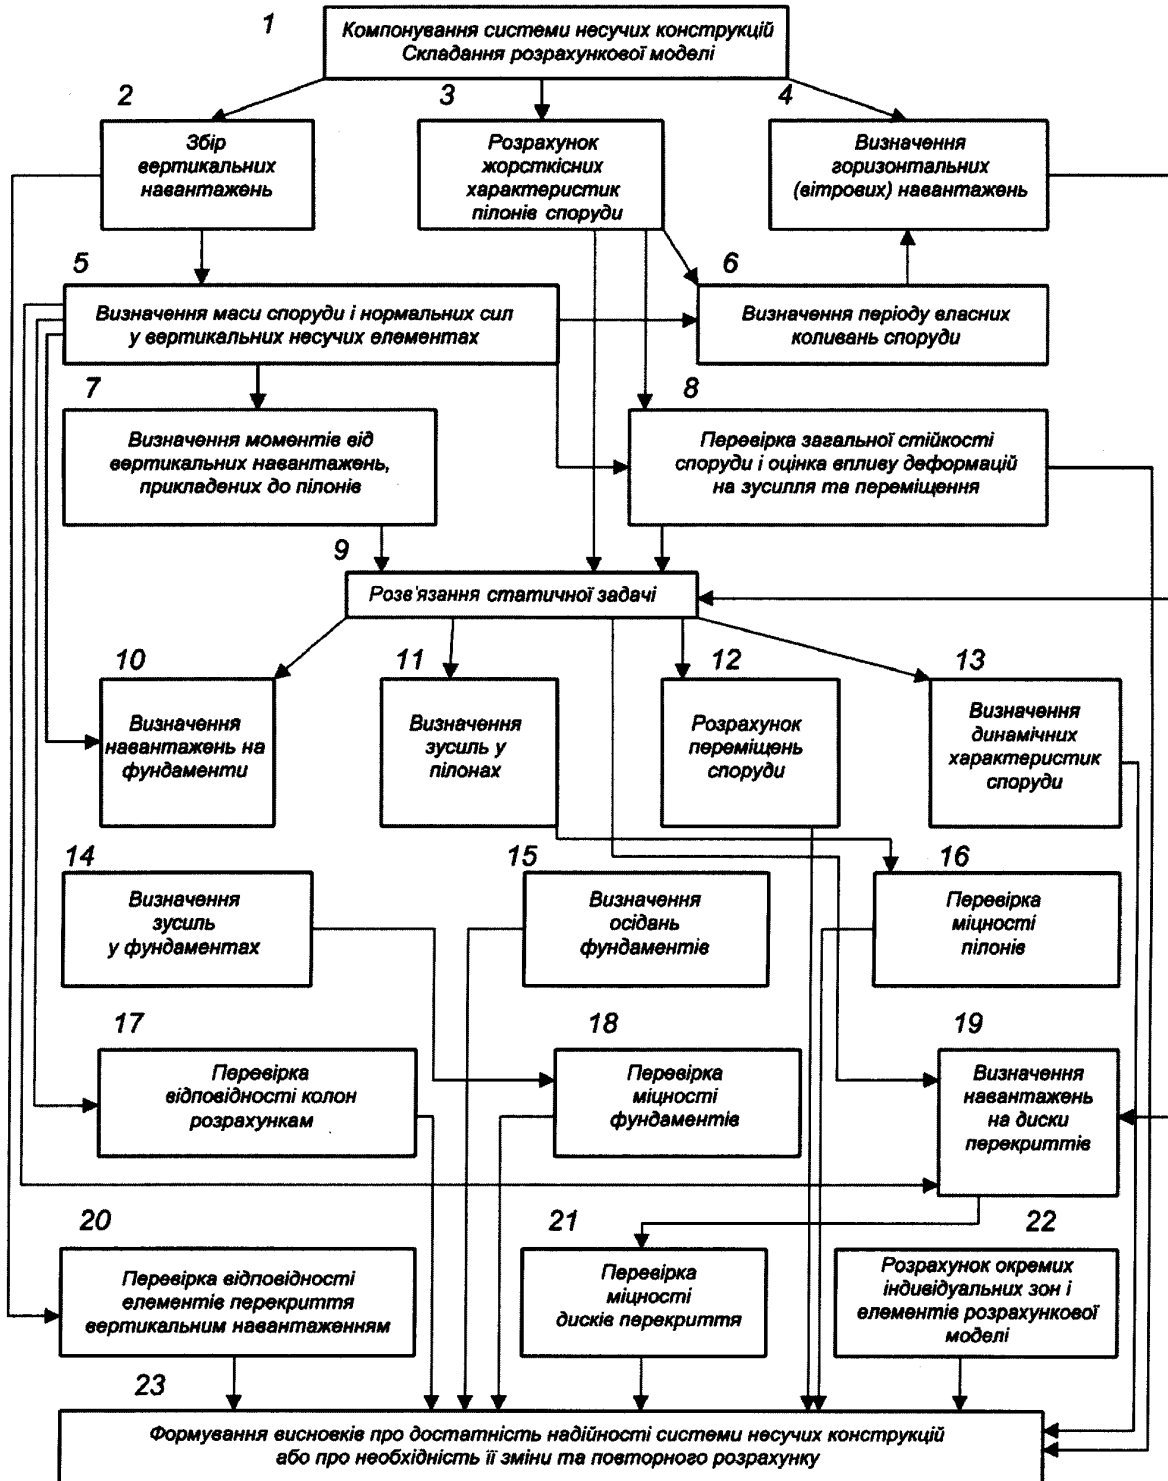 1
Компонування системи несучих конструкцій
Складання розрахункової моделі
2
3
4
Збір
вертикальних
навантажень
Розрахунок
жорсткісних
характеристик
пілонів споруди
Визначення
горизонтальних
(вітрових) навантажень
5
6
Визначення маси споруди і нормальних сил
у вертикальних несучих елементах
Визначення періоду власних
коливань споруди
7
8
Визначення моментів від
вертикальних навантажень,
прикладених до пілонів
Перевірка загальної стійкості
споруди і оцінка впливу деформацій
на зусилля та переміщення
9
Розв'язання статичної задачі
10
11
12
13
Визначення
навантажень на
фундаменти
Визначення
зусиль у
пілонах
Розрахунок
переміщень
споруди
Визначення
динамічних
характеристик
споруди
14
15
16
Визначення
зусиль
у фундаментах
Визначення
осідань
фундаментів
Перевірка
міцності
пілонів
17
18
19
Перевірка
відповідності колон
розрахункам
Перевірка
міцності
фундаментів
Визначення
навантажень
на диски
перекриттів
20
21
22
Перевірка відповідності
елементів перекриття
вертикальним навантаженням
Перевірка
міцності
дисків перекриття
Розрахунок окремих
індивідуальних зон і
елементів розрахункової
моделі
23
Формування висновків про достатність надійності системи несучих конструкцій
або про необхідність її зміни та повторного розрахунку